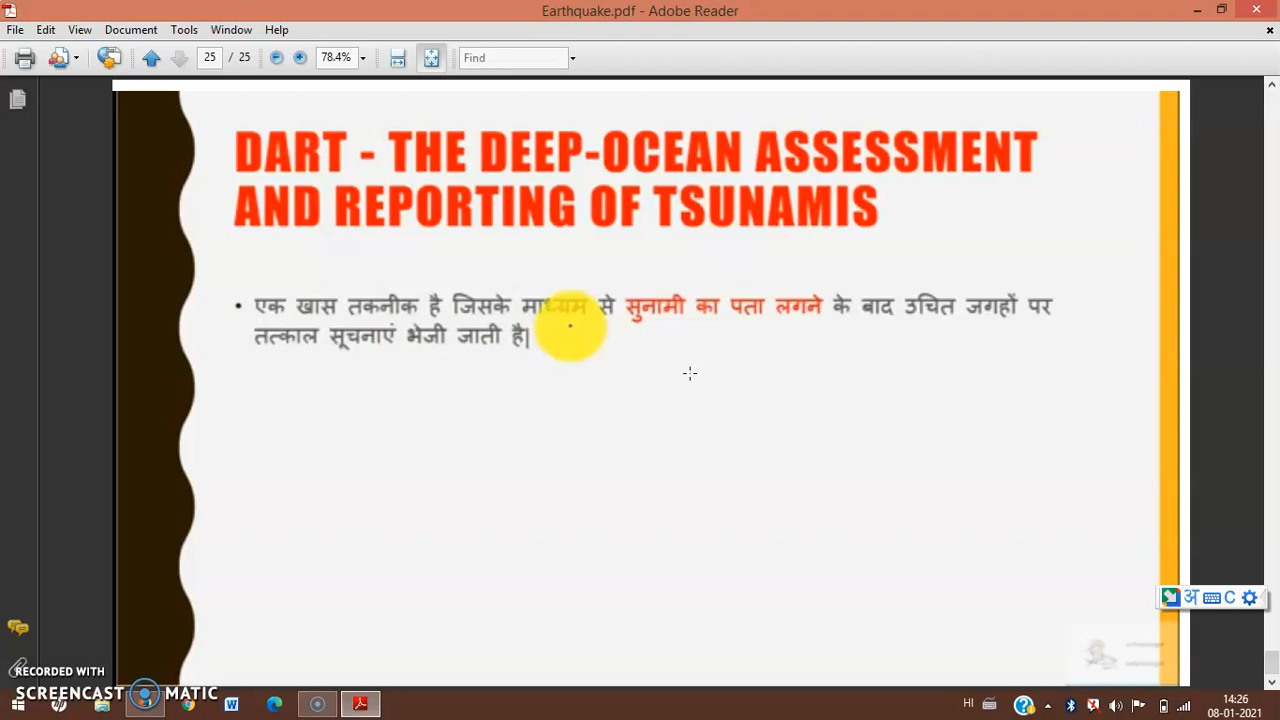 Earthquake.pdf - Adobe Reader
File Edit View Document Tools Window Help
25 / 25 78.4% Find
DART - THE DEEP-OCEAN ASSESSMENT
AND REPORTING OF TSUNAMIS
• एक खास तकनीक है जिसके माध्यम से सुनामी का पता लगने के बाद उचित जगहों पर
तत्काल सूचनाएं भेजी जाती है|
अ C
RECORDED WITH
SCREENCAST MATIC
HI
14:26
08-01-2021